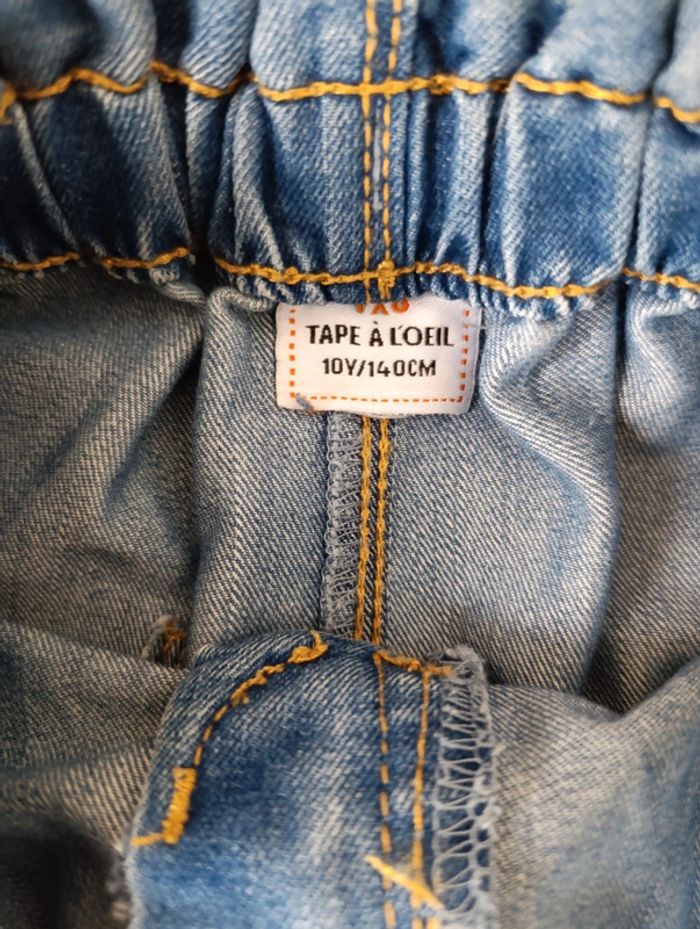 TAPE À L'OEIL
10Y/140CM